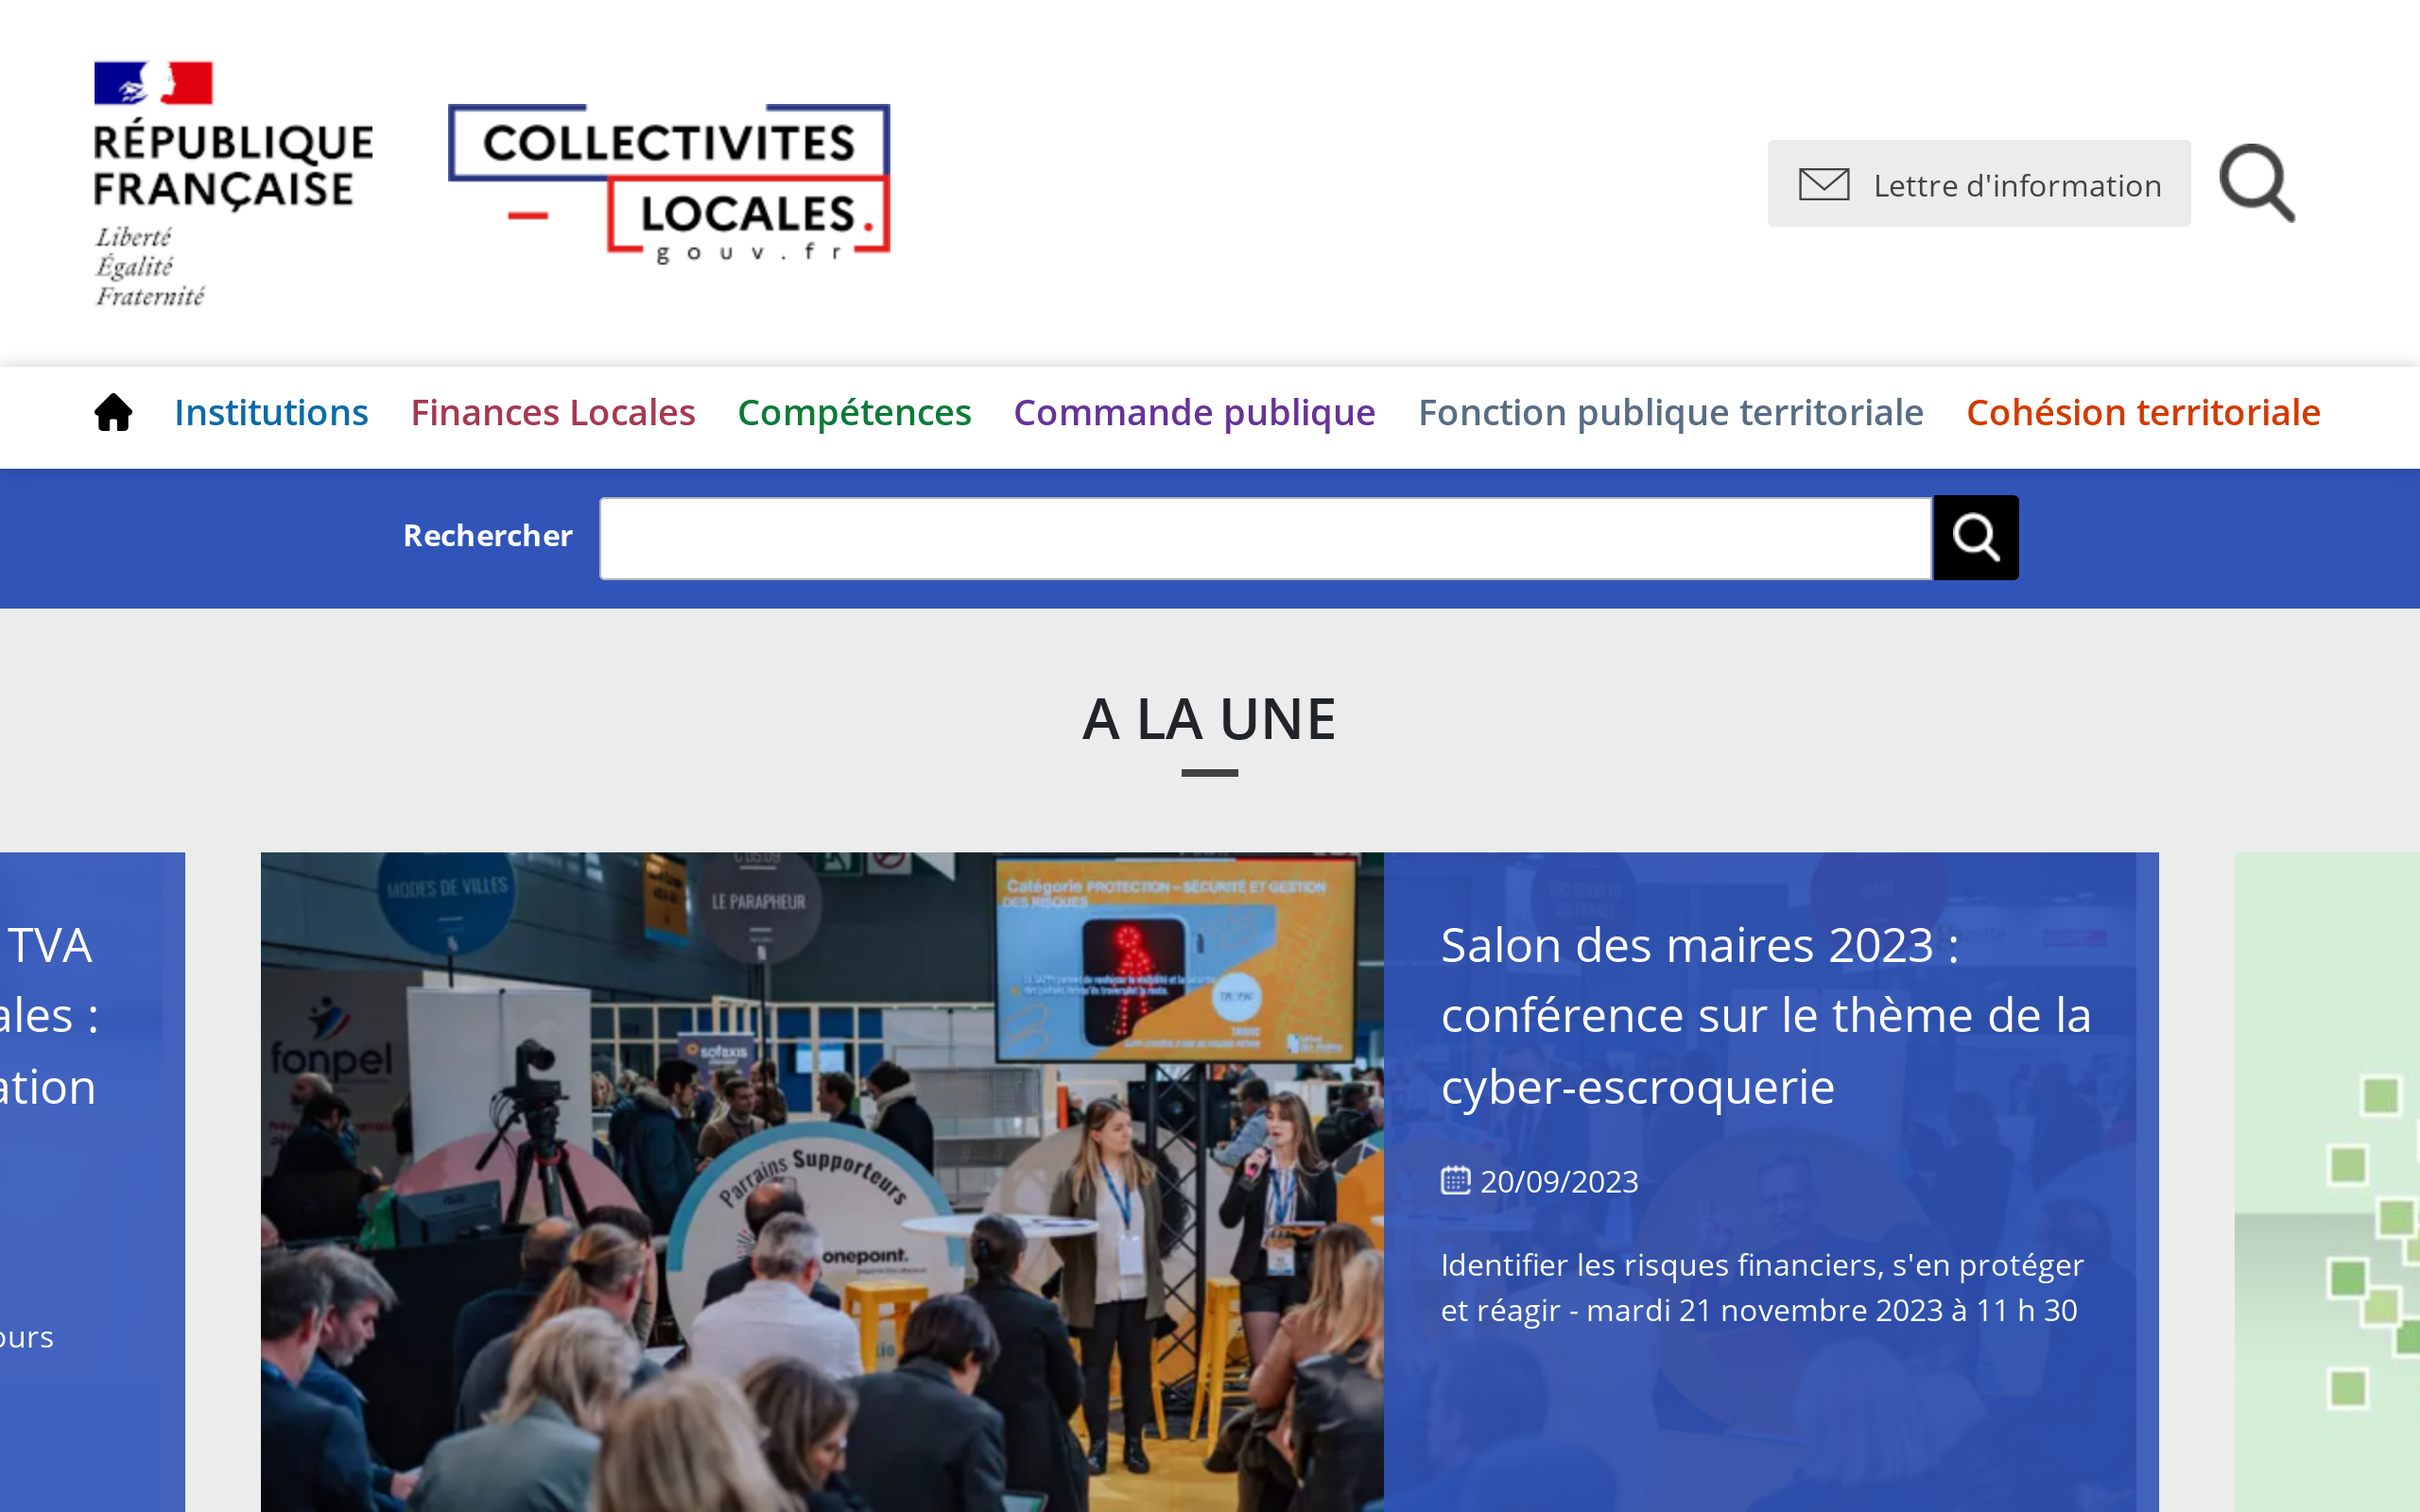 RÉPUBLIQUE
FRANÇAISE
Liberté
Égalité
Fraternité
COLLECTIVITES
LOCALES.
gouv.fr
Lettre d'information
Institutions Finances Locales Compétences Commande publique Fonction publique territoriale Cohésion territoriale
Rechercher
A LA UNE
TVA
ales :
ation
ours
MODES DE VILLES
LE PARAPHEUR
Catégorie PROTECTION – SÉCURITÉ ET GESTION
DES RISQUES
fonpel
sofaxis
Parrains Supporteurs
onepoint.
Salon des maires 2023 :
conférence sur le thème de la
cyber-escroquerie
20/09/2023
Identifier les risques financiers, s'en protéger
et réagir - mardi 21 novembre 2023 à 11 h 30